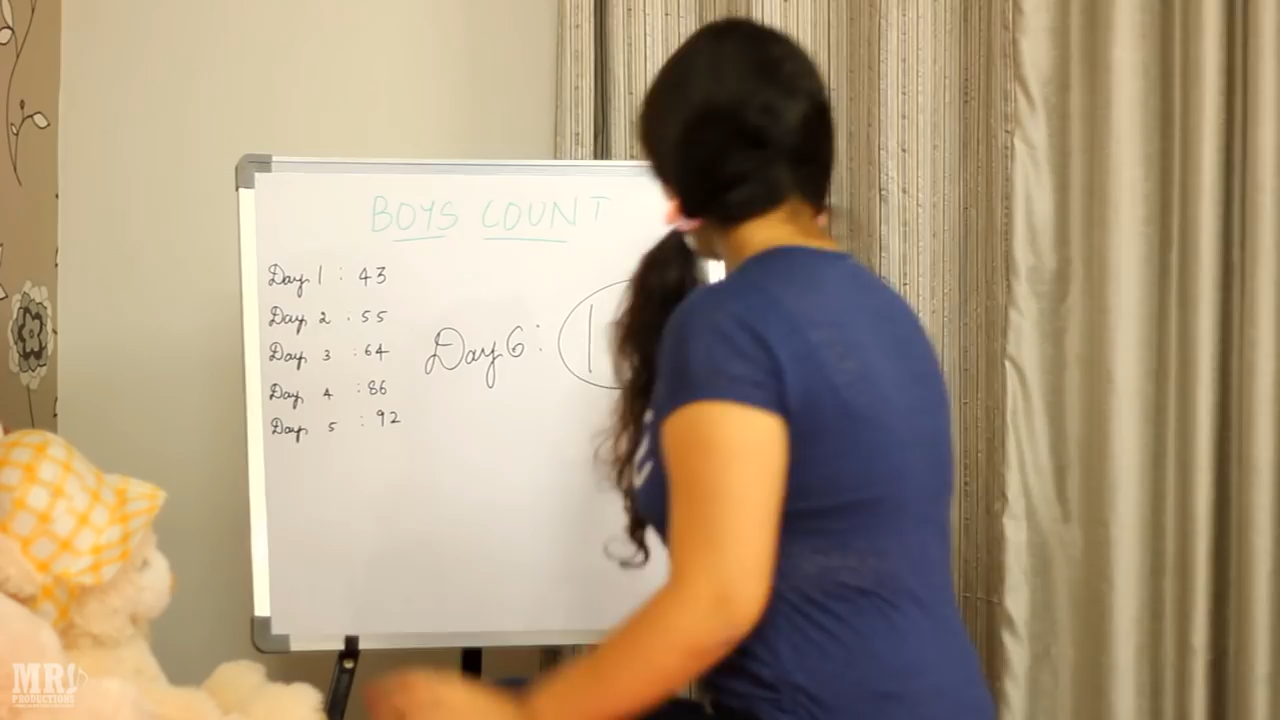 BOYS COUNT
Day 1 : 43
Day 2 : 55
Day 3 : 64
Day 4 : 86
Day 5 : 92
Day 6 : 1
MR!
PRODUCTIONS